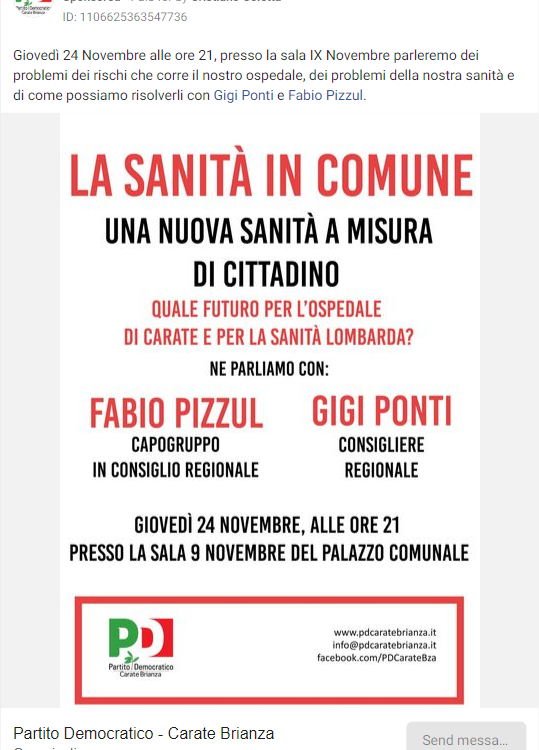 ID: 1106625363547736
Giovedì 24 Novembre alle ore 21, presso la sala IX Novembre parleremo dei
problemi dei rischi che corre il nostro ospedale, dei problemi della nostra sanità e
di come possiamo risolverli con Gigi Ponti e Fabio Pizzul.
LA SANITÀ IN COMUNE
UNA NUOVA SANITÀ A MISURA
DI CITTADINO
QUALE FUTURO PER L'OSPEDALE
DI CARATE E PER LA SANITÀ LOMBARDA?
NE PARLIAMO CON:
FABIO PIZZUL
CAPOGRUPPO
IN CONSIGLIO REGIONALE
GIGI PONTI
CONSIGLIERE
REGIONALE
GIOVEDÌ 24 NOVEMBRE, ALLE ORE 21
PRESSO LA SALA 9 NOVEMBRE DEL PALAZZO COMUNALE
PD
Partito Democratico
Carate Brianza
www.pdcaratebrianza.it
info@pdcaratebrianza.it
facebook.com/PDCarateBza
Partito Democratico - Carate Brianza
Send messa...